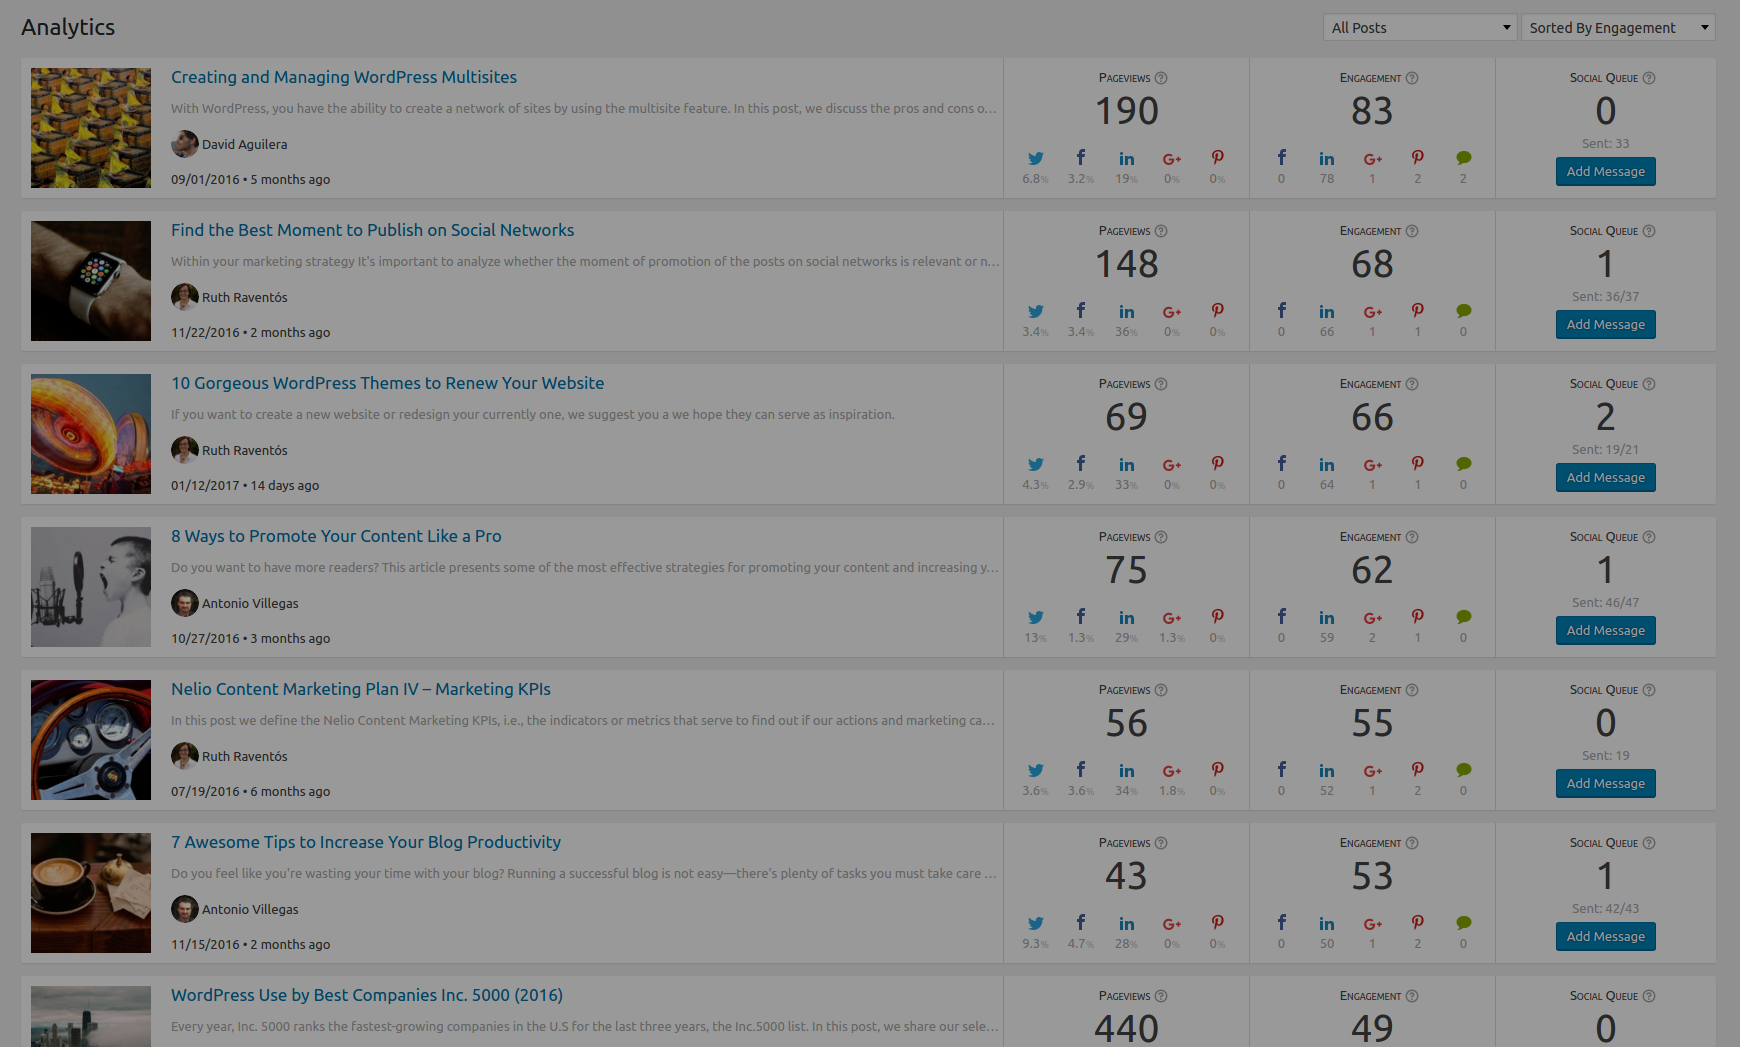 Analytics
All Posts
Sorted By Engagement
Creating and Managing WordPress Multisites
With WordPress, you have the ability to create a network of sites by using the multisite feature. In this post, we discuss the pros and cons o…
David Aguilera
09/01/2016 • 5 months ago
Pageviews ?
190
6.8% 3.2% 19% 0% 0%
Engagement ?
83
0 78 1 2 2
Social Queue ?
0
Sent: 33
Add Message
Find the Best Moment to Publish on Social Networks
Within your marketing strategy It's important to analyze whether the moment of promotion of the posts on social networks is relevant or n…
Ruth Raventós
11/22/2016 • 2 months ago
Pageviews ?
148
3.4% 3.4% 36% 0% 0%
Engagement ?
68
0 66 1 1 0
Social Queue ?
1
Sent: 36/37
Add Message
10 Gorgeous WordPress Themes to Renew Your Website
If you want to create a new website or redesign your currently one, we suggest you a we hope they can serve as inspiration.
Ruth Raventós
01/12/2017 • 14 days ago
Pageviews ?
69
4.3% 2.9% 33% 0% 0%
Engagement ?
66
0 64 1 1 0
Social Queue ?
2
Sent: 19/21
Add Message
8 Ways to Promote Your Content Like a Pro
Do you want to have more readers? This article presents some of the most effective strategies for promoting your content and increasing y…
Antonio Villegas
10/27/2016 • 3 months ago
Pageviews ?
75
13% 1.3% 29% 1.3% 0%
Engagement ?
62
0 59 2 1 0
Social Queue ?
1
Sent: 46/47
Add Message
Nelio Content Marketing Plan IV – Marketing KPIs
In this post we define the Nelio Content Marketing KPIs, i.e., the indicators or metrics that serve to find out if our actions and marketing ca…
Ruth Raventós
07/19/2016 • 6 months ago
Pageviews ?
56
3.6% 3.6% 34% 1.8% 0%
Engagement ?
55
0 52 1 2 0
Social Queue ?
0
Sent: 19
Add Message
7 Awesome Tips to Increase Your Blog Productivity
Do you feel like you're wasting your time with your blog? Running a successful blog is not easy—there's plenty of tasks you must take care …
Antonio Villegas
11/15/2016 • 2 months ago
Pageviews ?
43
9.3% 4.7% 28% 0% 0%
Engagement ?
53
0 50 1 2 0
Social Queue ?
1
Sent: 42/43
Add Message
WordPress Use by Best Companies Inc. 5000 (2016)
Every year, Inc. 5000 ranks the fastest-growing companies in the U.S for the last three years, the Inc.5000 list. In this post, we share our sele…
Pageviews ?
440
Engagement ?
49
Social Queue ?
0